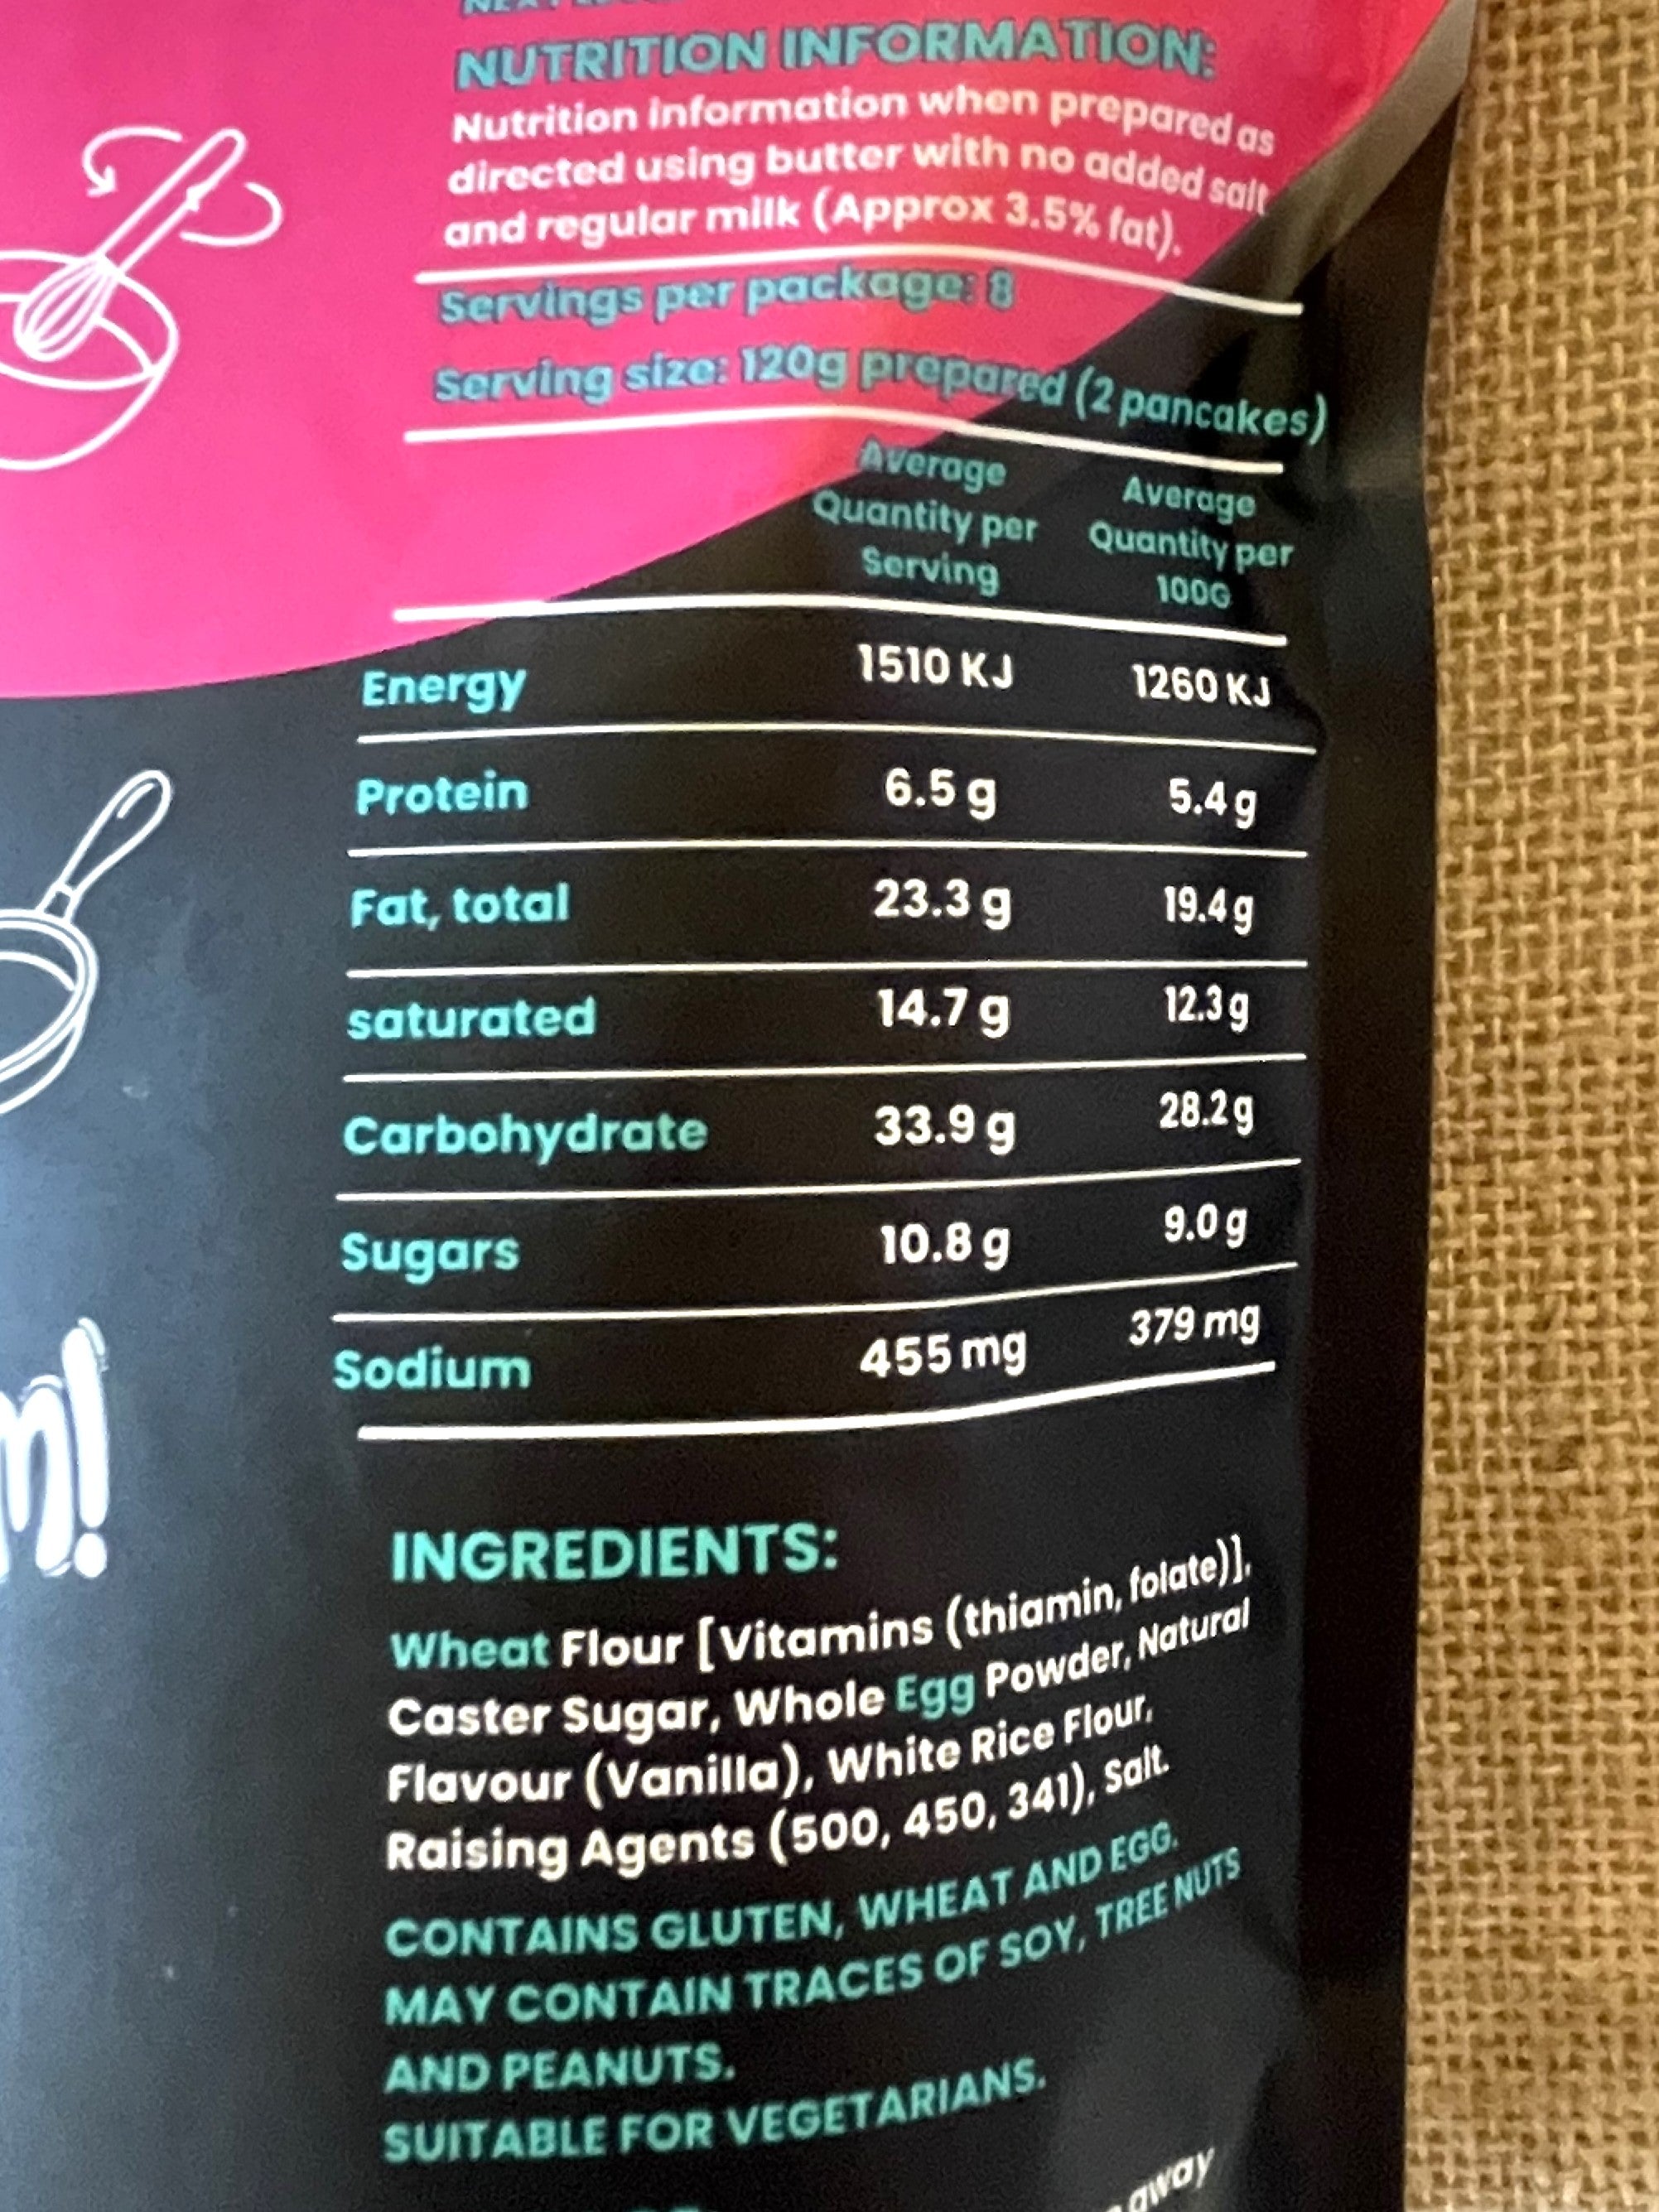 NUTRITION INFORMATION:
Nutrition information when prepared as
directed using butter with no added salt
and regular milk (Approx 3.5% fat).
Servings per package: 8
Serving size: 120g prepared (2 pancakes)
Average Quantity per Serving Average Quantity per 100G
Energy 1510 KJ 1260 KJ
Protein 6.5 g 5.4 g
Fat, total 23.3 g 19.4 g
saturated 14.7 g 12.3 g
Carbohydrate 33.9 g 28.2 g
Sugars 10.8 g 9.0 g
Sodium 455 mg 379 mg
INGREDIENTS:
Wheat Flour [Vitamins (thiamin, folate)],
Caster Sugar, Whole Egg Powder, Natural
Flavour (Vanilla), White Rice Flour,
Raising Agents (500, 450, 341), Salt.
CONTAINS GLUTEN, WHEAT AND EGG.
MAY CONTAIN TRACES OF SOY, TREE NUTS
AND PEANUTS.
SUITABLE FOR VEGETARIANS.
away